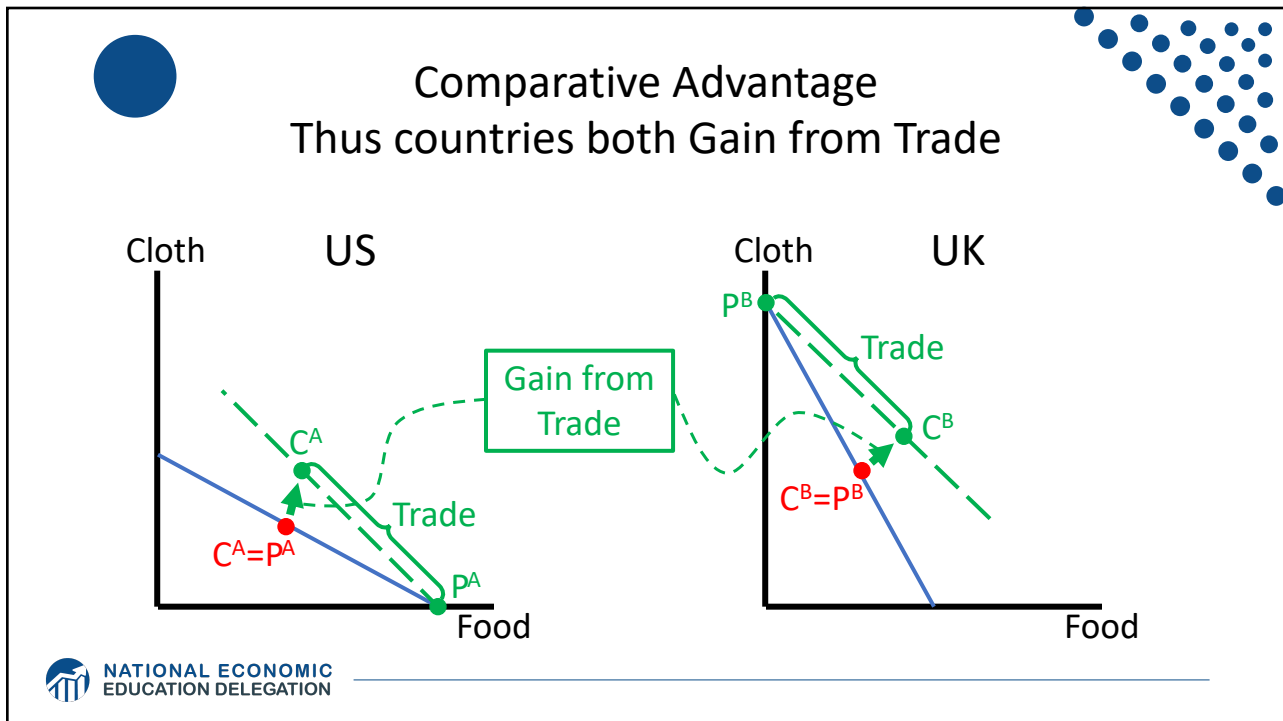 Comparative Advantage
Thus countries both Gain from Trade
Cloth
US
C^A
Trade
C^A=P^A
P^A
Food
Gain from
Trade
Cloth
UK
P^B
Trade
C^B
C^B=P^B
Food
NATIONAL ECONOMIC
EDUCATION DELEGATION